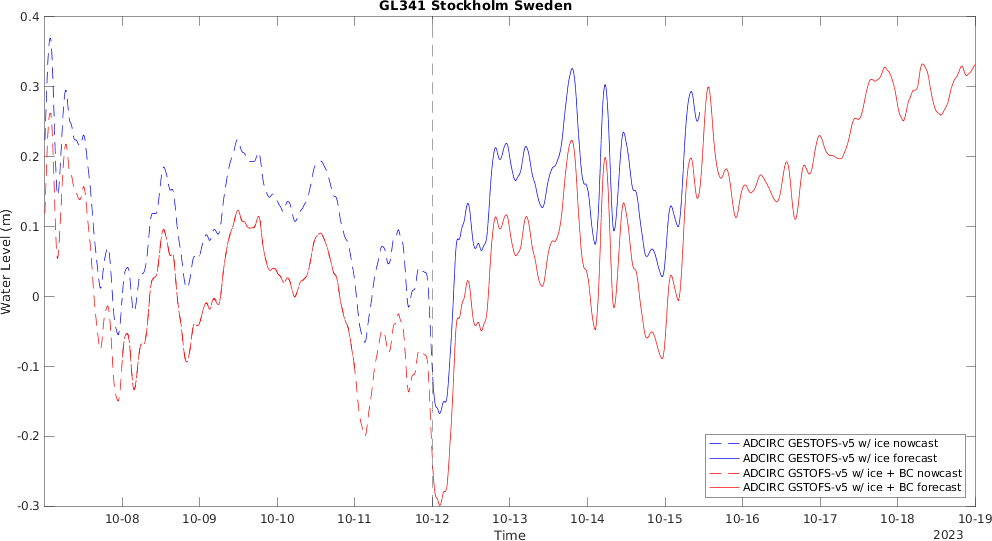 GL341 Stockholm Sweden
0.4
0.3
0.2
0.1
0
-0.1
-0.2
-0.3
Water Level (m)
ADCIRC GESTOFS-v5 w/ ice nowcast
ADCIRC GESTOFS-v5 w/ ice forecast
ADCIRC GSTOFS-v5 w/ ice + BC nowcast
ADCIRC GSTOFS-v5 w/ ice + BC forecast
10-08 10-09 10-10 10-11 10-12 10-13 10-14 10-15 10-16 10-17 10-18 10-19
Time
2023